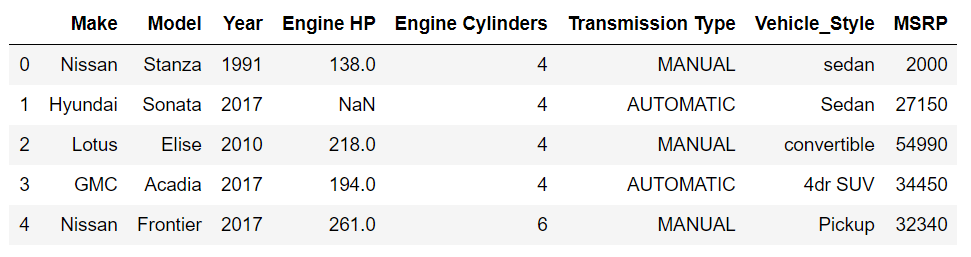 Make Model Year Engine HP Engine Cylinders Transmission Type Vehicle_Style MSRP
0 Nissan Stanza 1991 138.0 4 MANUAL sedan 2000
1 Hyundai Sonata 2017 NaN 4 AUTOMATIC Sedan 27150
2 Lotus Elise 2010 218.0 4 MANUAL convertible 54990
3 GMC Acadia 2017 194.0 4 AUTOMATIC 4dr SUV 34450
4 Nissan Frontier 2017 261.0 6 MANUAL Pickup 32340